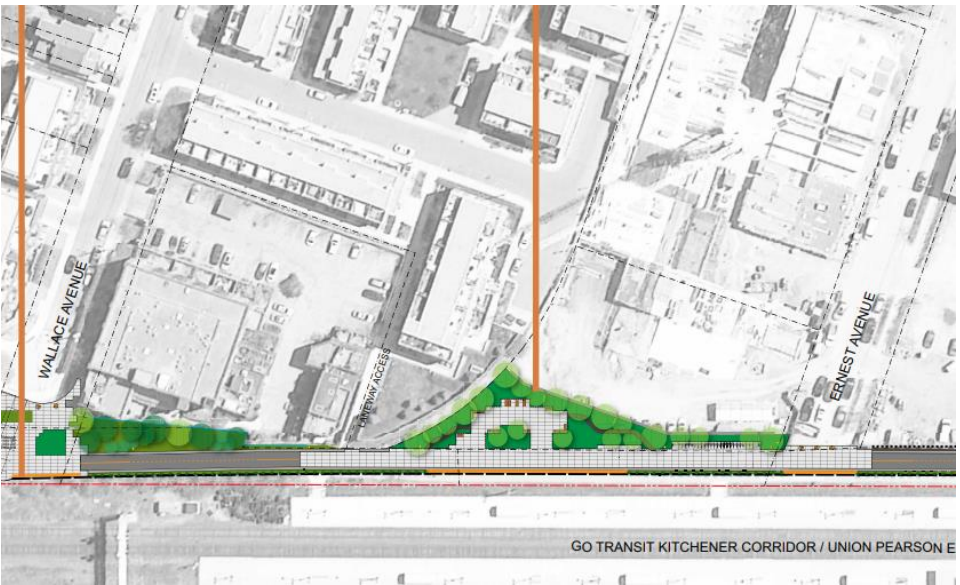 WALLACE AVENUE
LANEWAY ACCESS
ERNEST AVENUE
GO TRANSIT KITCHENER CORRIDOR / UNION PEARSON E